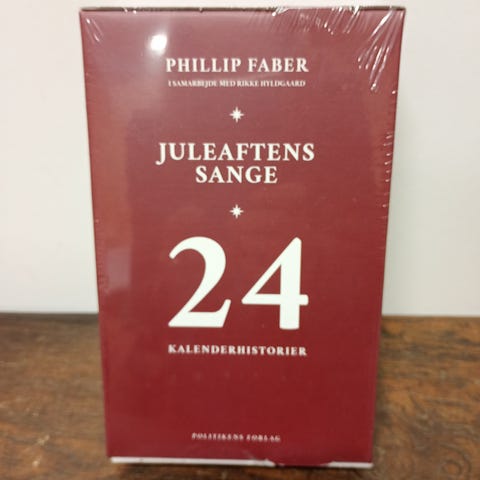 PHILLIP FABER
I SAMARBEJDE MED RIKKE HYLDGAARD
JULEAFTENS
SANGE
24
KALENDERHISTORIER
POLITIKENS FORLAG